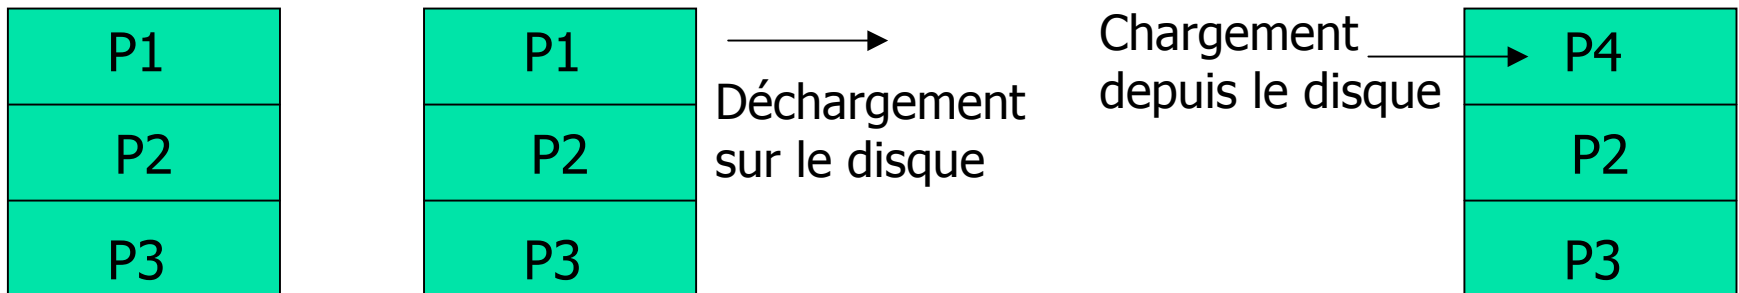 P1
P2
P3
P1
P2
P3
Déchargement
sur le disque
Chargement
depuis le disque
P4
P2
P3